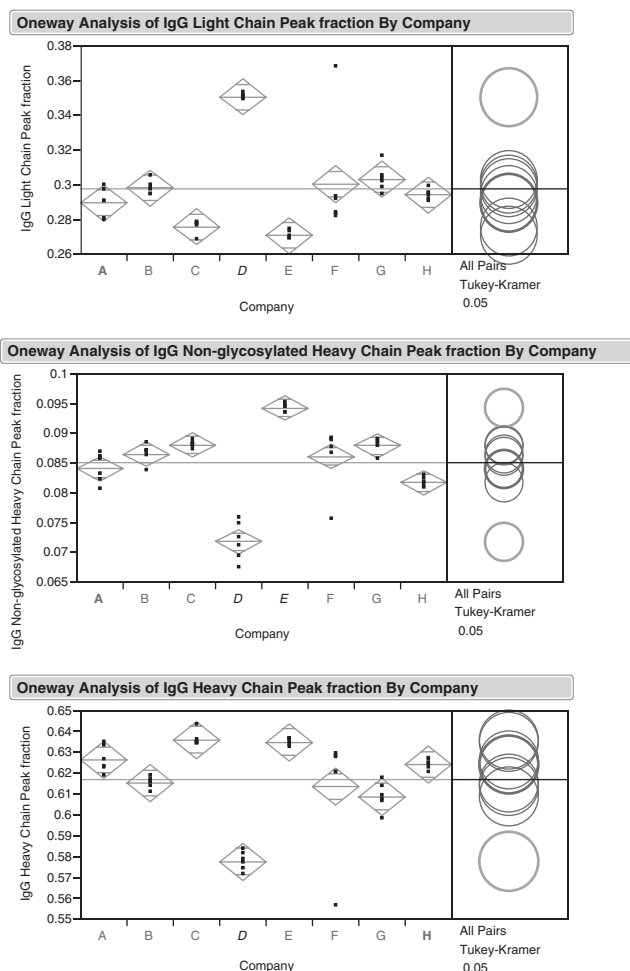 Oneway Analysis of IgG Light Chain Peak fraction By Company
IgG Light Chain Peak fraction
0.38
0.36
0.34
0.32
0.3
0.28
0.26
A B C D E F G H
Company
All Pairs
Tukey-Kramer
0.05
Oneway Analysis of IgG Non-glycosylated Heavy Chain Peak fraction By Company
IgG Non-glycosylated Heavy Chain Peak fraction
0.1
0.095
0.09
0.085
0.08
0.075
0.07
0.065
A B C D E F G H
Company
All Pairs
Tukey-Kramer
0.05
Oneway Analysis of IgG Heavy Chain Peak fraction By Company
IgG Heavy Chain Peak fraction
0.65
0.64
0.63
0.62
0.61
0.6
0.59
0.58
0.57
0.56
0.55
A B C D E F G H
Company
All Pairs
Tukey-Kramer
0.05